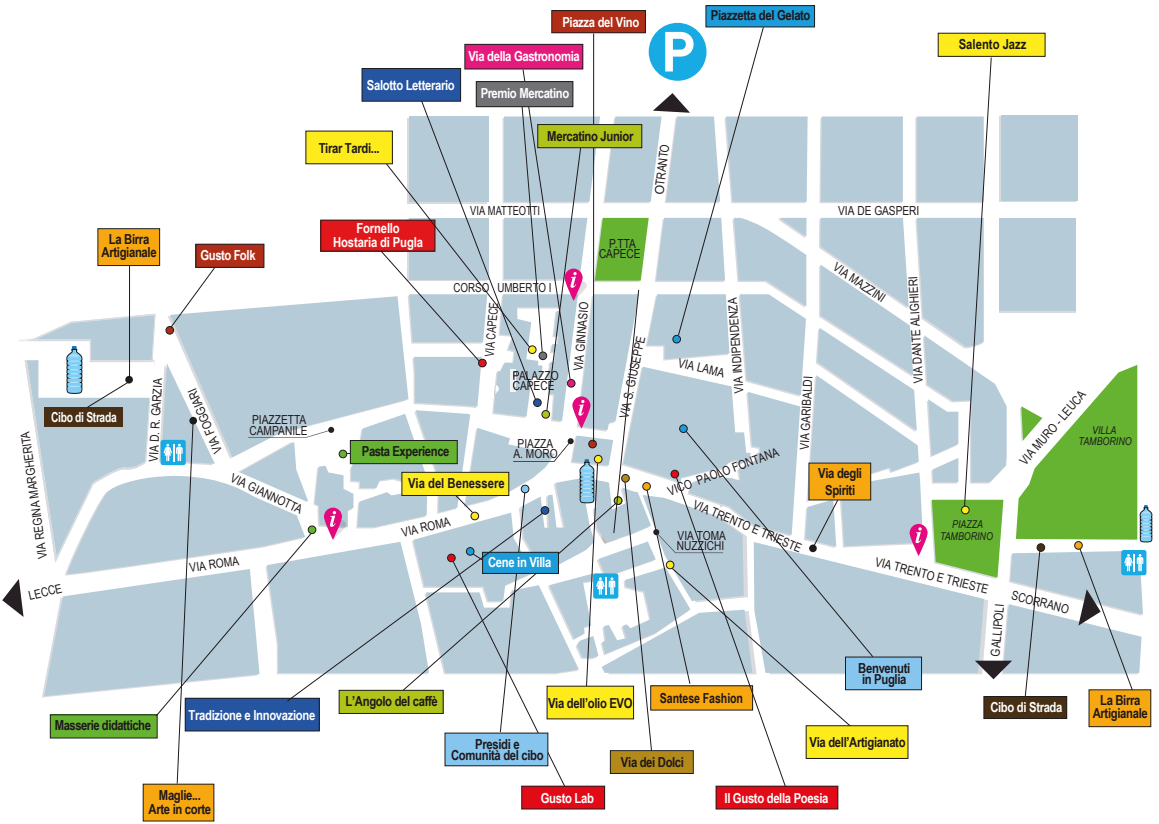 Piazza del Vino
Piazzetta del Gelato
P
Via della Gastronomia
Salento Jazz
Salotto Letterario
Premio Mercatino
Mercatino Junior
Tirar Tardi...
OTRANTO
VIA MATTEOTTI
VIA DE GASPERI
Fornello
Hostaria di Pugla
La Birra
Artigianale
Gusto Folk
P.TTA
CAPECE
VIA MAZZINI
i
CORSO UMBERTO I
VIA CAPECE
VIA GINNASIO
VIA S. GIUSEPPE
VIA INDIPENDENZA
VIA DANTE ALIGHIERI
VIA LAMA
PALAZZO
CAPECE
VIA GARIBALDI
VIA MURO - LEUCA
VILLA
TAMBORINO
Cibo di Strada
VIA D. R. GARZIA
VIA FOGGIARI
PIAZZETTA
CAMPANILE
i
PIAZZA
A. MORO
Pasta Experience
VIA REGINA MARGHERITA
VIA GIANNOTTA
Via del Benessere
VICO PAOLO FONTANA
Via degli
Spiriti
i
VIA ROMA
VIA TRENTO E TRIESTE
VIA TOMA
NUZZICHI
i
PIAZZA
TAMBORINO
VIA ROMA
Cene in Villa
VIA TRENTO E TRIESTE
LECCE
SCORRANO
GALLIPOLI
Benvenuti
in Puglia
Masserie didattiche
Tradizione e Innovazione
L'Angolo del caffè
Via dell'olio EVO
Santese Fashion
Cibo di Strada
La Birra
Artigianale
Presidi e
Comunità del cibo
Via dei Dolci
Via dell'Artigianato
Maglie...
Arte in corte
Gusto Lab
Il Gusto della Poesia